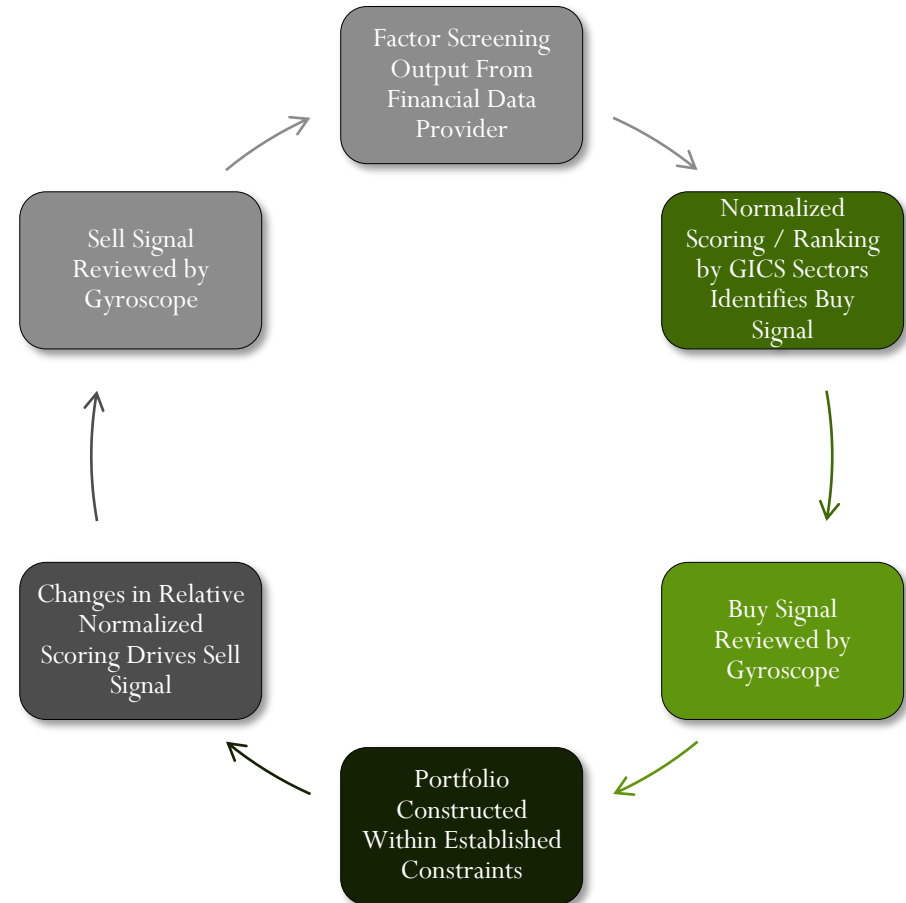 Factor Screening
Output From
Financial Data
Provider
Normalized
Scoring / Ranking
by GICS Sectors
Identifies Buy
Signal
Buy Signal
Reviewed by
Gyroscope
Portfolio
Constructed
Within Established
Constraints
Changes in Relative
Normalized
Scoring Drives Sell
Signal
Sell Signal
Reviewed by
Gyroscope